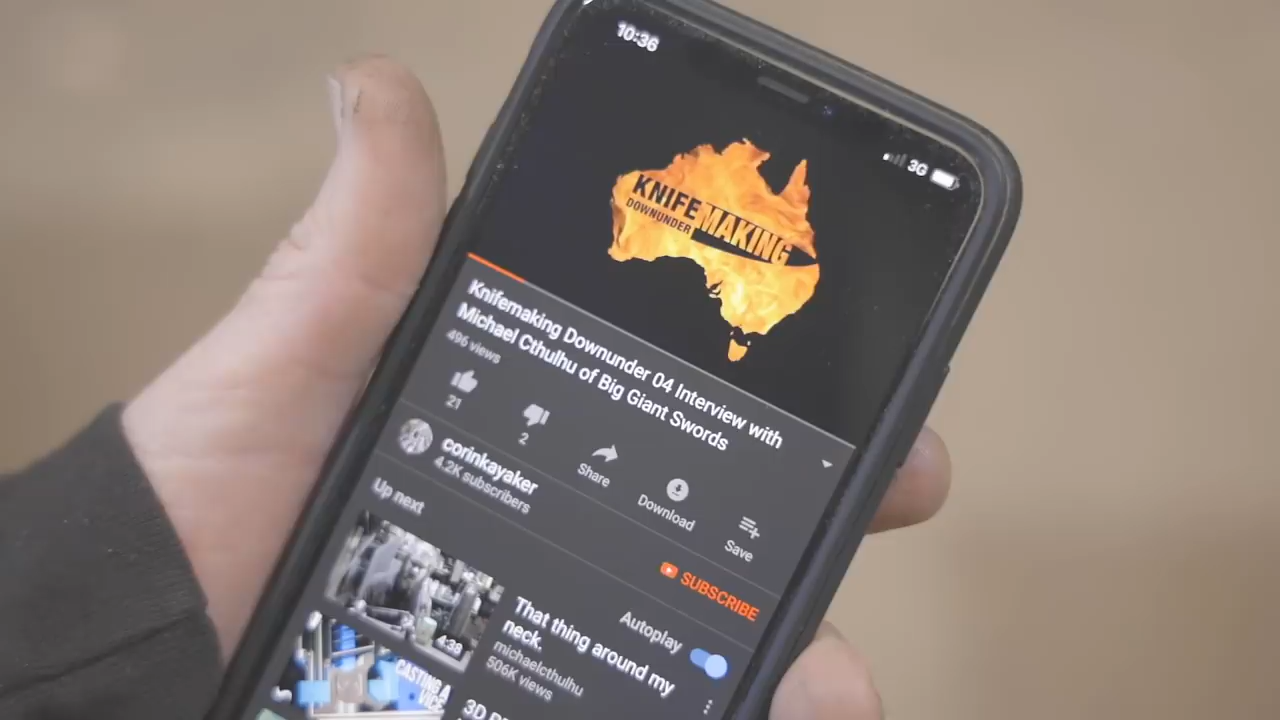 10:36
3G
KNIFEMAKING
DOWNUNDER
Knifemaking Downunder 04 Interview with
Michael Cthulhu of Big Giant Swords
496 views
21
2
Share
Download
Save
corinkayaker
4.2K subscribers
SUBSCRIBE
Up next
Autoplay
4:38
That thing around my
neck.
michaelcthulhu
506K views
CASTING A
VICE
3D